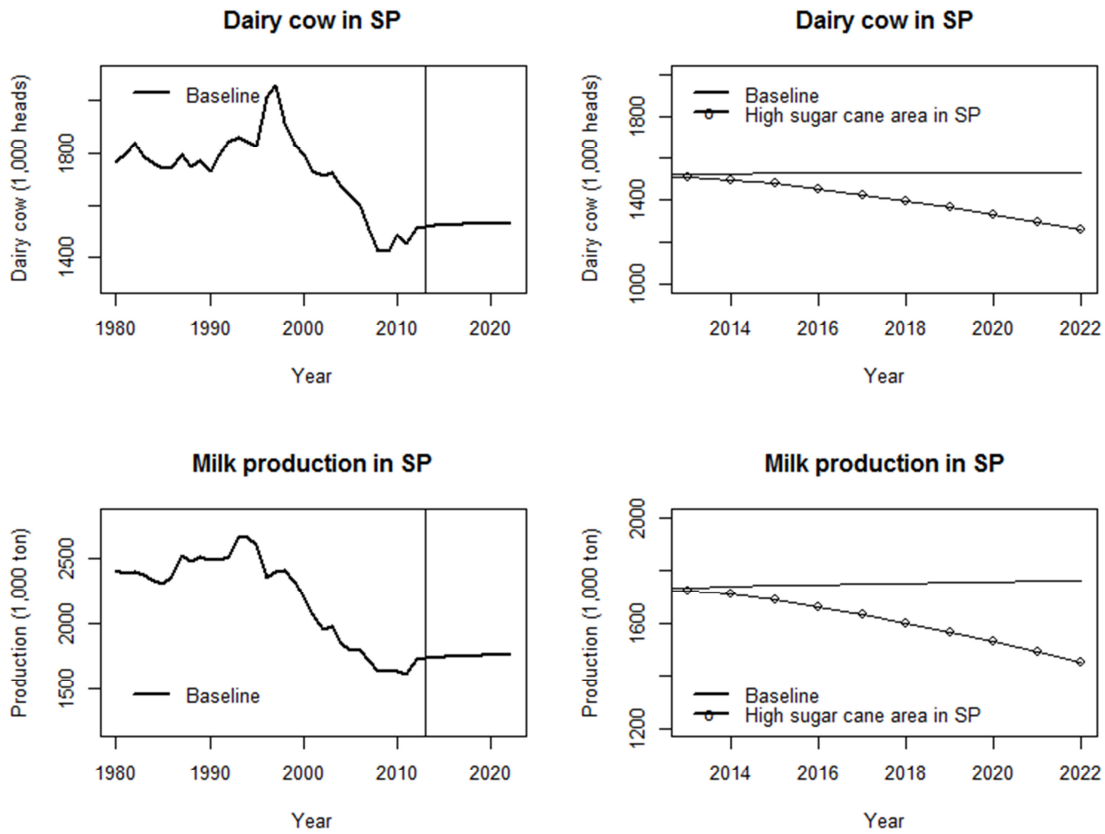 Dairy cow in SP
Dairy cow (1,000 heads)
1800
1400
Baseline
1980 1990 2000 2010 2020
Year
Dairy cow in SP
Dairy cow (1,000 heads)
1800
1400
1000
Baseline
High sugar cane area in SP
2014 2016 2018 2020 2022
Year
Milk production in SP
Production (1,000 ton)
2500
2000
1500
Baseline
1980 1990 2000 2010 2020
Year
Milk production in SP
Production (1,000 ton)
2000
1600
1200
Baseline
High sugar cane area in SP
2014 2016 2018 2020 2022
Year